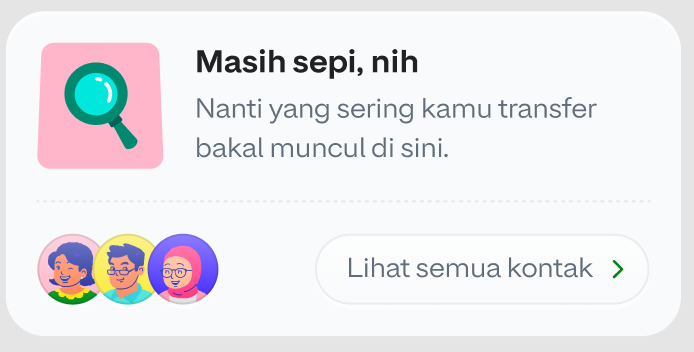 Masih sepi, nih
Nanti yang sering kamu transfer
bakal muncul di sini.
Lihat semua kontak